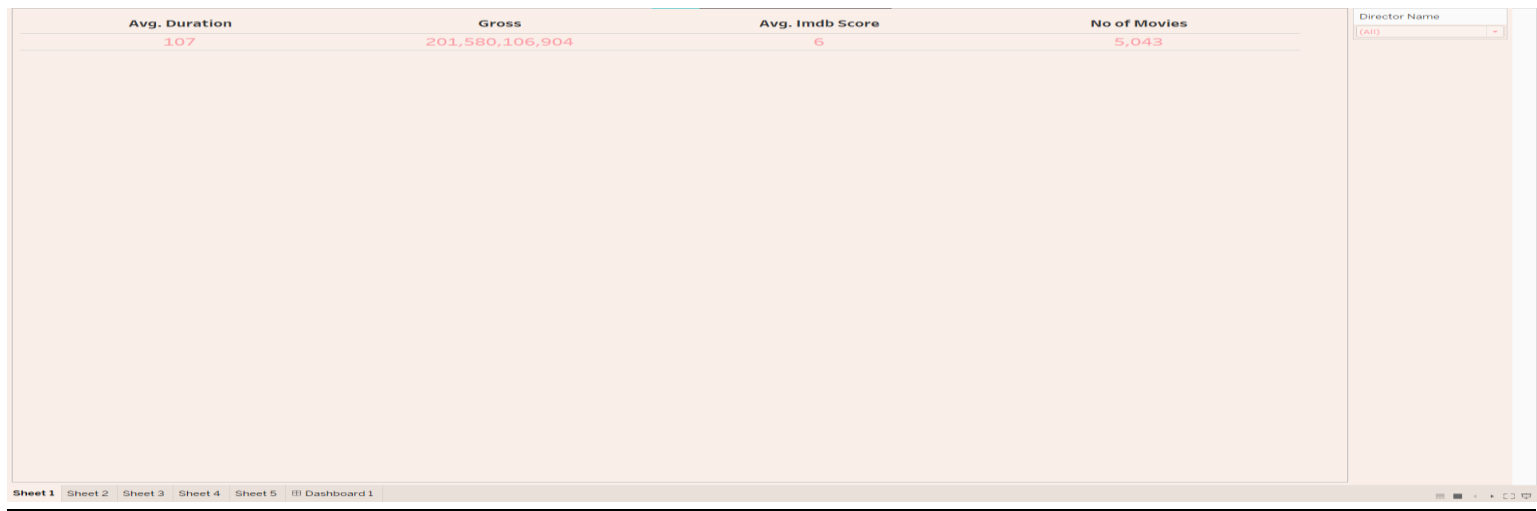 Avg. Duration Gross Avg. Imdb Score No of Movies
107 201,580,106,904 6 5,043
Director Name
(All)
Sheet 1 Sheet 2 Sheet 3 Sheet 4 Sheet 5 Dashboard 1